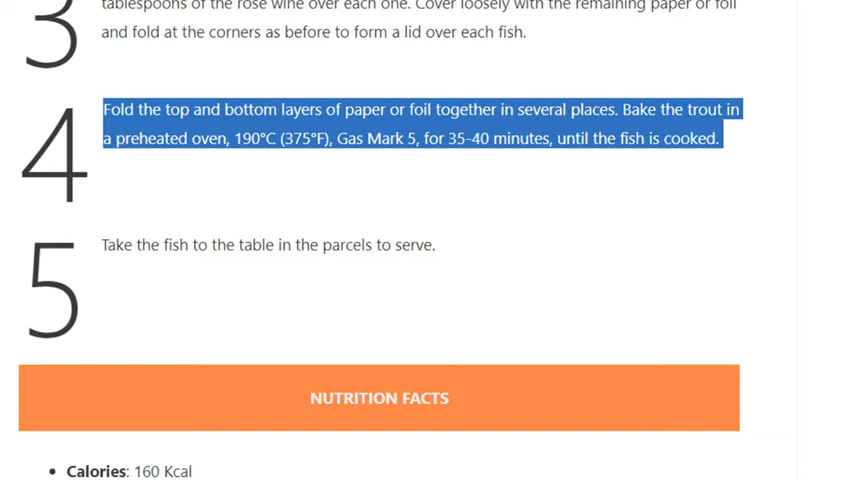 tablespoons of the rose wine over each one. Cover loosely with the remaining paper or foil
3 and fold at the corners as before to form a lid over each fish.
4 Fold the top and bottom layers of paper or foil together in several places. Bake the trout in
a preheated oven, 190°C (375°F), Gas Mark 5, for 35-40 minutes, until the fish is cooked.
5 Take the fish to the table in the parcels to serve.
NUTRITION FACTS
• Calories: 160 Kcal